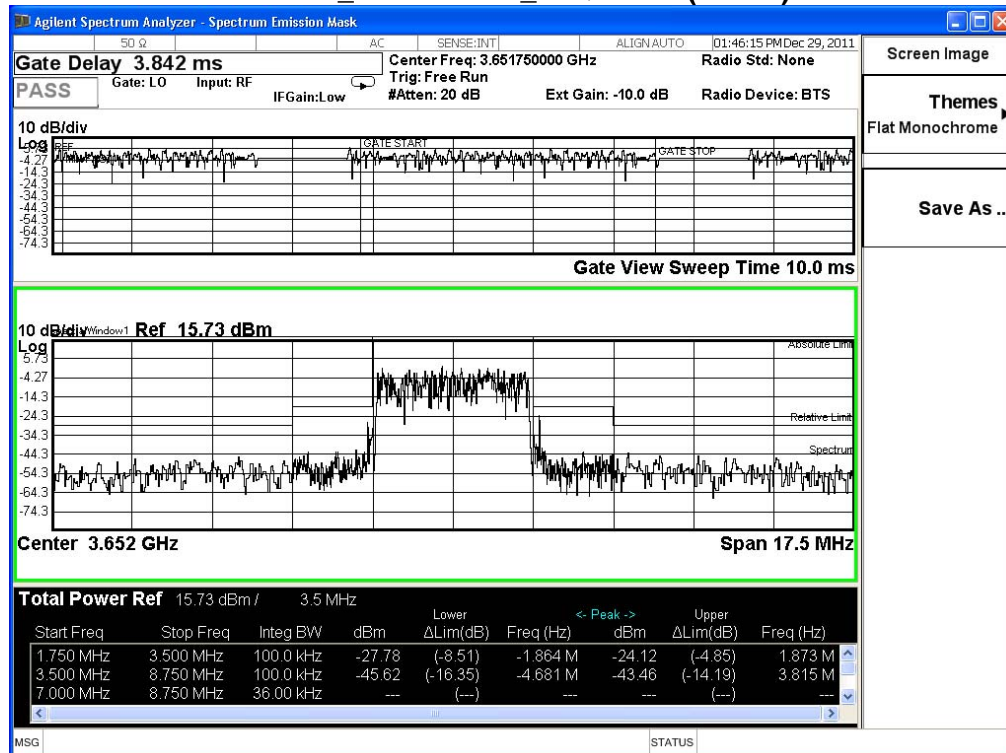 Agilent Spectrum Analyzer - Spectrum Emission Mask
50 Ω AC SENSE:INT ALIGN AUTO 01:46:15 PM Dec 29, 2011
Gate Delay 3.842 ms
Center Freq: 3.651750000 GHz
Radio Std: None
Trig: Free Run
PASS
Gate: LO Input: RF
IFGain:Low
#Atten: 20 dB
Ext Gain: -10.0 dB
Radio Device: BTS
10 dB/div
Log
REF
GATE START
GATE STOP
-4.27
-14.3
-24.3
-34.3
-44.3
-54.3
-64.3
-74.3
Gate View Sweep Time 10.0 ms
10 dB/div
Window1 Ref 15.73 dBm
Log
Absolute Limit
5.73
-4.27
-14.3
-24.3
Relative Limit
-34.3
-44.3
Spectrum
-54.3
-64.3
-74.3
Center 3.652 GHz
Span 17.5 MHz
Total Power Ref 15.73 dBm / 3.5 MHz
Lower <- Peak -> Upper
Start Freq Stop Freq Integ BW dBm ΔLim(dB) Freq (Hz) dBm ΔLim(dB) Freq (Hz)
1.750 MHz 3.500 MHz 100.0 kHz -27.78 (-8.51) -1.864 M -24.12 (-4.85) 1.873 M
3.500 MHz 8.750 MHz 100.0 kHz -45.62 (-16.35) -4.681 M -43.46 (-14.19) 3.815 M
7.000 MHz 8.750 MHz 36.00 kHz --- (---) --- --- (---) ---
MSG
STATUS
Screen Image
Themes
Flat Monochrome
Save As ..